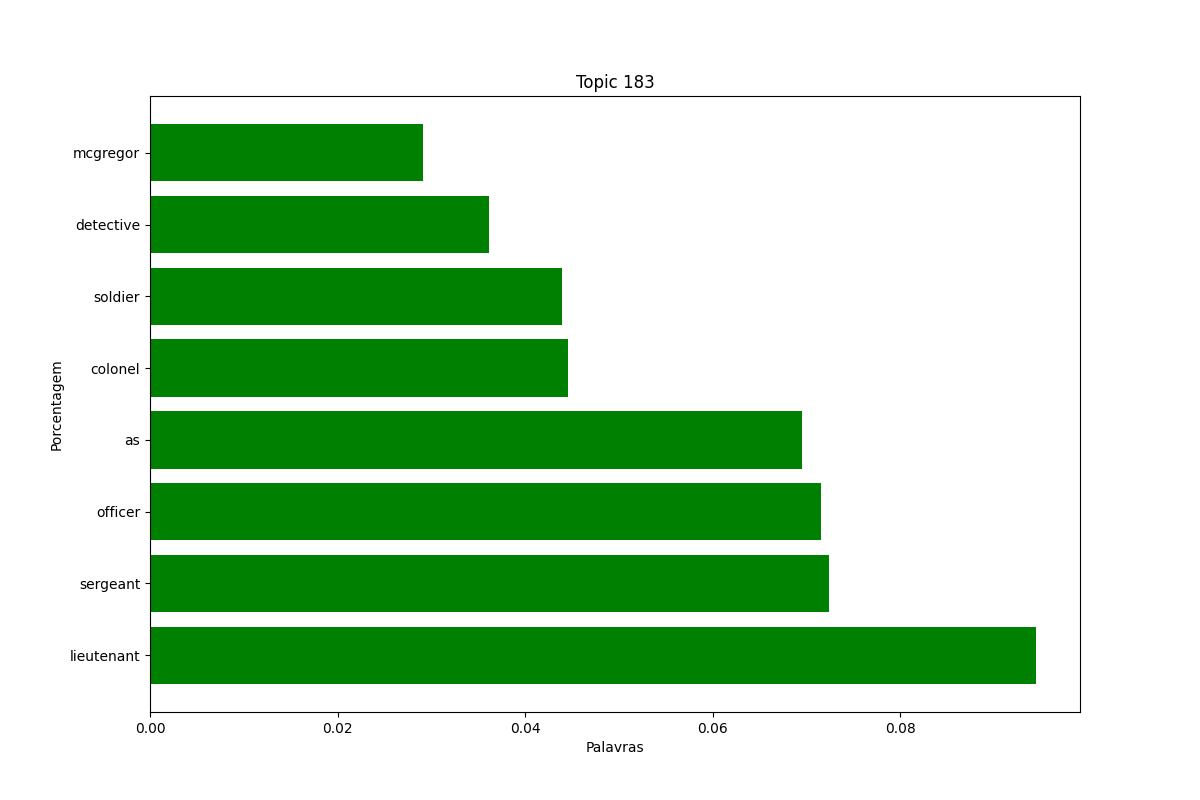 Topic 183
mcgregor
detective
soldier
colonel
as
officer
sergeant
lieutenant
Porcentagem
0.00 0.02 0.04 0.06 0.08
Palavras